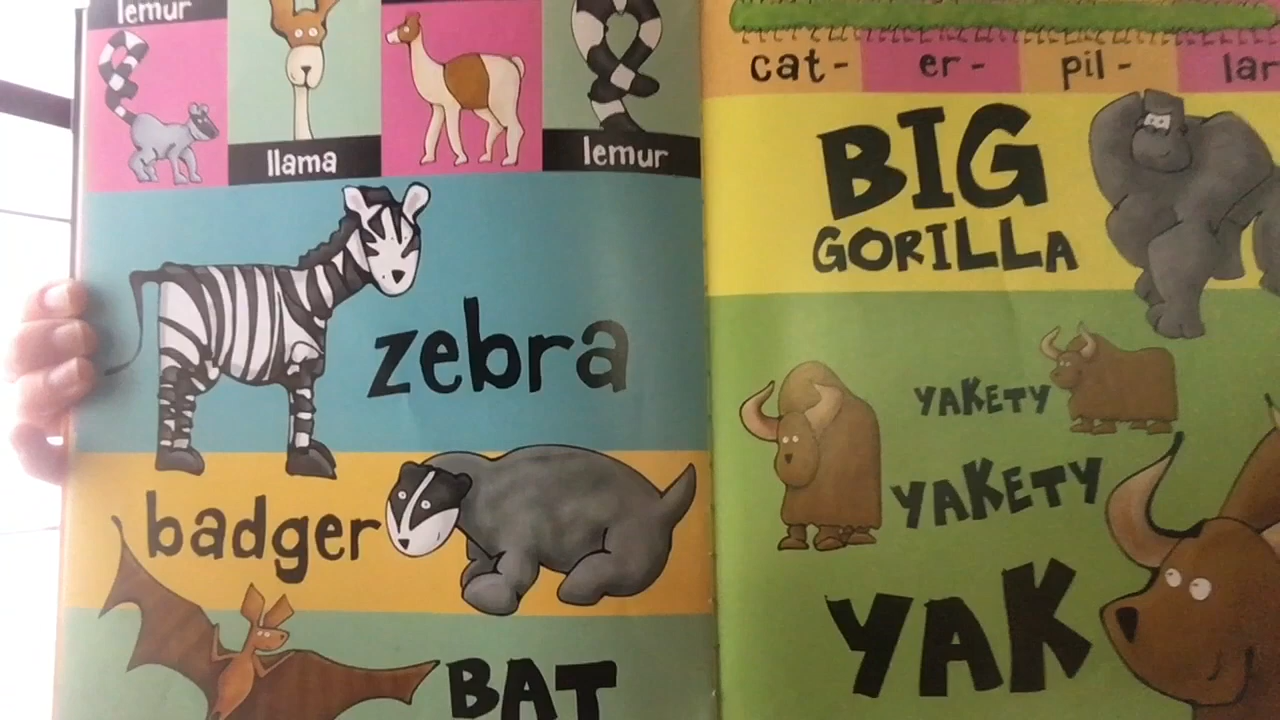 lemur
llama
lemur
zebra
badger
BAT
cat- er- pil- lar
BIG
GORILLA
YAKETY
YAKETY
YAK